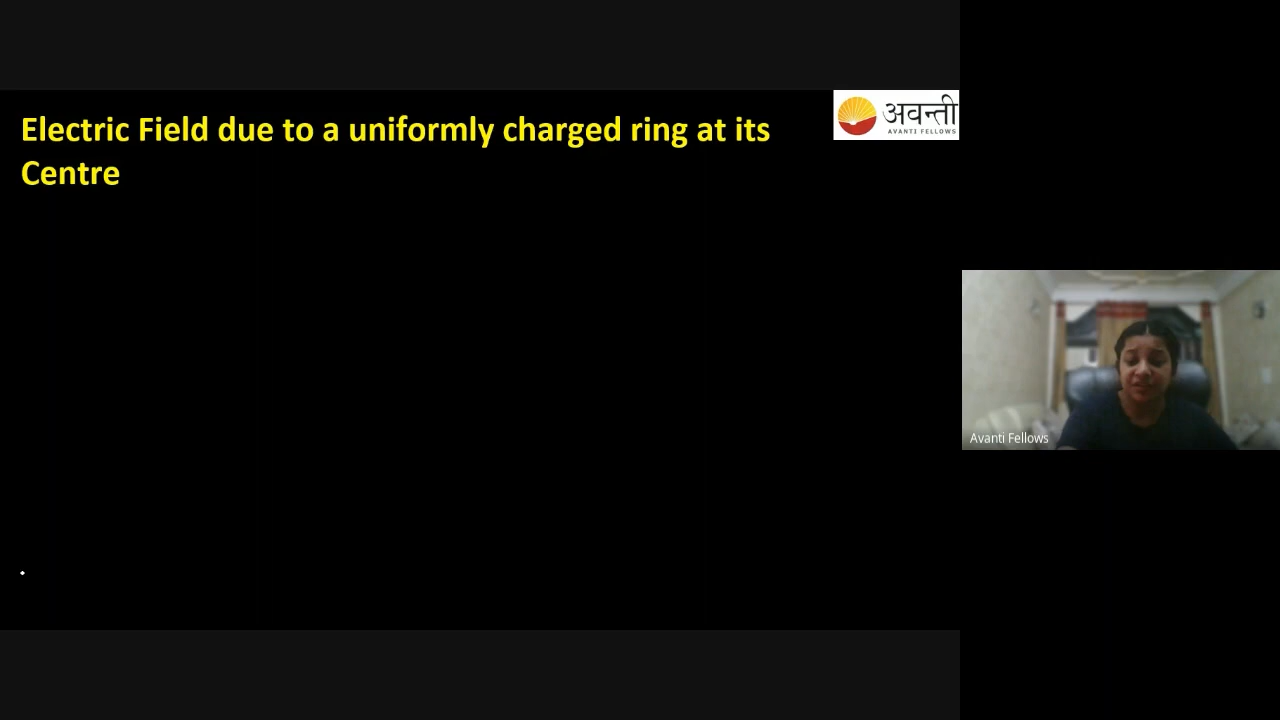 Electric Field due to a uniformly charged ring at its
Centre
अवन्ती
AVANTI FELLOWS
Avanti Fellows